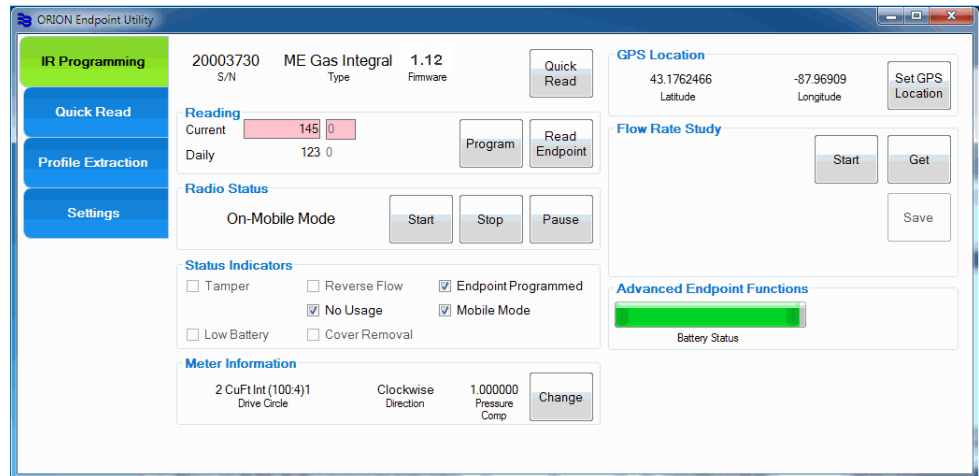 ORION Endpoint Utility
IR Programming
Quick Read
Profile Extraction
Settings
20003730 ME Gas Integral 1.12
S/N Type Firmware
Quick
Read
Reading
Current 145 0
Daily 123 0
Program
Read
Endpoint
Radio Status
On-Mobile Mode
Start
Stop
Pause
Status Indicators
Tamper Reverse Flow Endpoint Programmed
No Usage Mobile Mode
Low Battery Cover Removal
Meter Information
2 CuFt Int (100:4)1 Clockwise 1.000000
Drive Circle Direction Pressure
Comp
Change
GPS Location
43.1762466 -87.96909
Latitude Longitude
Set GPS
Location
Flow Rate Study
Start
Get
Save
Advanced Endpoint Functions
Battery Status